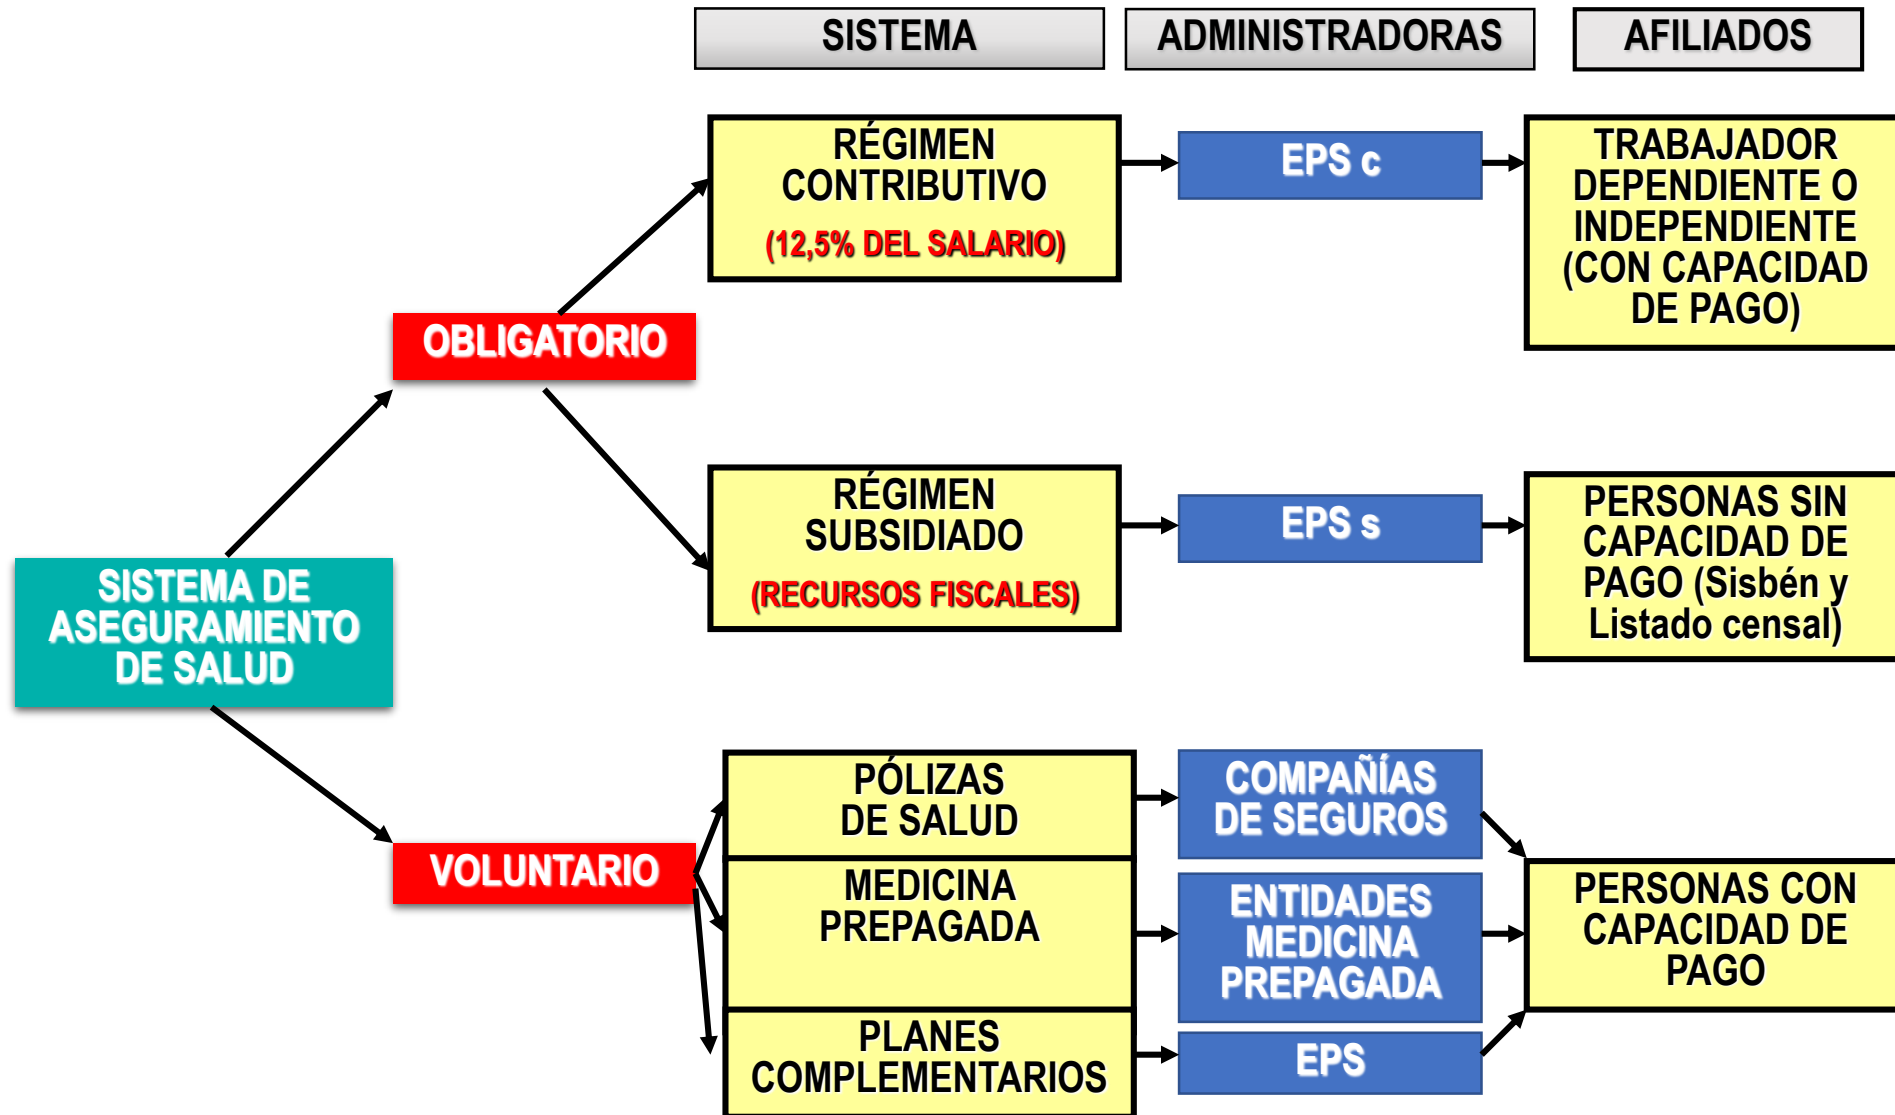 SISTEMA
ADMINISTRADORAS
AFILIADOS
RÉGIMEN
CONTRIBUTIVO
(12,5% DEL SALARIO)
EPS c
TRABAJADOR
DEPENDIENTE O
INDEPENDIENTE
(CON CAPACIDAD
DE PAGO)
OBLIGATORIO
RÉGIMEN
SUBSIDIADO
(RECURSOS FISCALES)
EPS s
PERSONAS SIN
CAPACIDAD DE
PAGO (Sisbén y
Listado censal)
SISTEMA DE
ASEGURAMIENTO
DE SALUD
VOLUNTARIO
PÓLIZAS
DE SALUD
COMPAÑÍAS
DE SEGUROS
MEDICINA
PREPAGADA
ENTIDADES
MEDICINA
PREPAGADA
PERSONAS CON
CAPACIDAD DE
PAGO
PLANES
COMPLEMENTARIOS
EPS